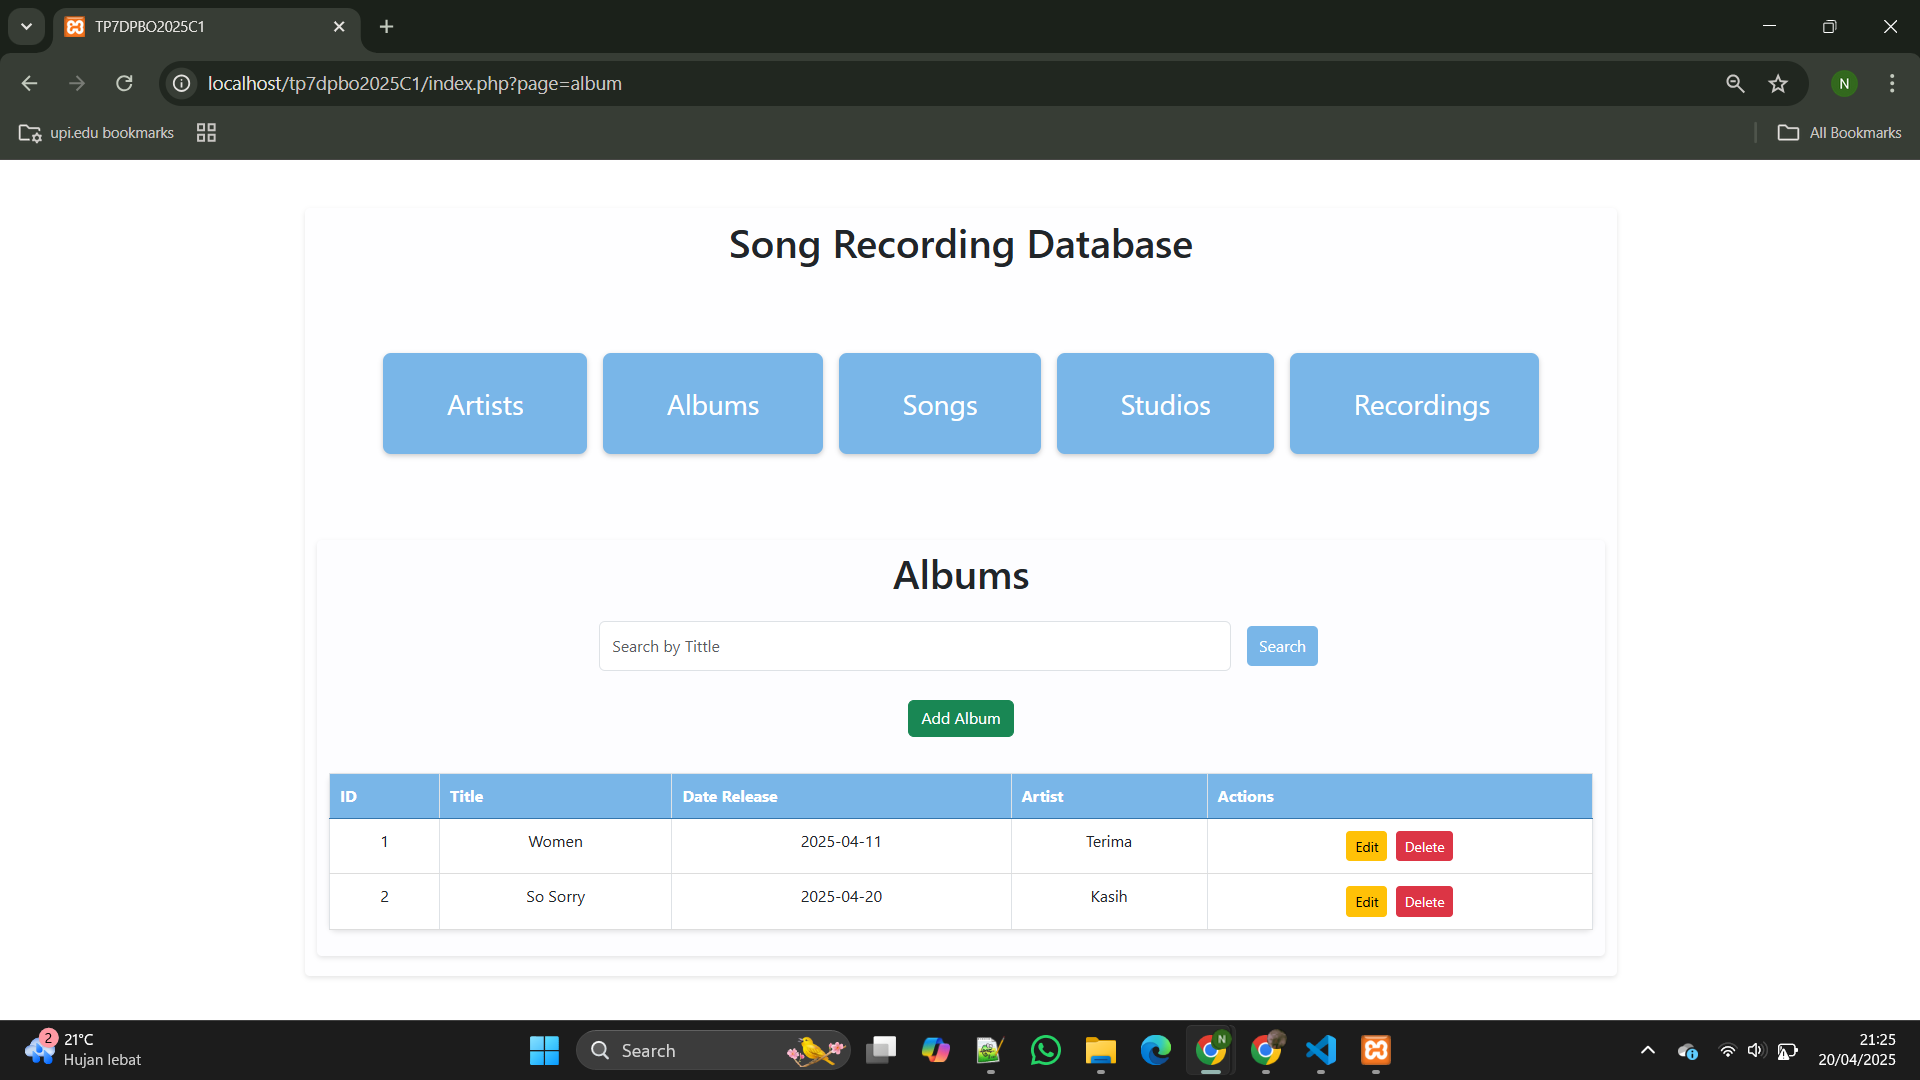 TP7DPBO2025C1
localhost/tp7dpbo2025C1/index.php?page=album
N
upi.edu bookmarks
All Bookmarks
Song Recording Database
Artists
Albums
Songs
Studios
Recordings
Albums
Search by Tittle
Search
Add Album
ID Title Date Release Artist Actions
1 Women 2025-04-11 Terima Edit Delete
2 So Sorry 2025-04-20 Kasih Edit Delete
2
21°C
Hujan lebat
Search
N
21:25
20/04/2025